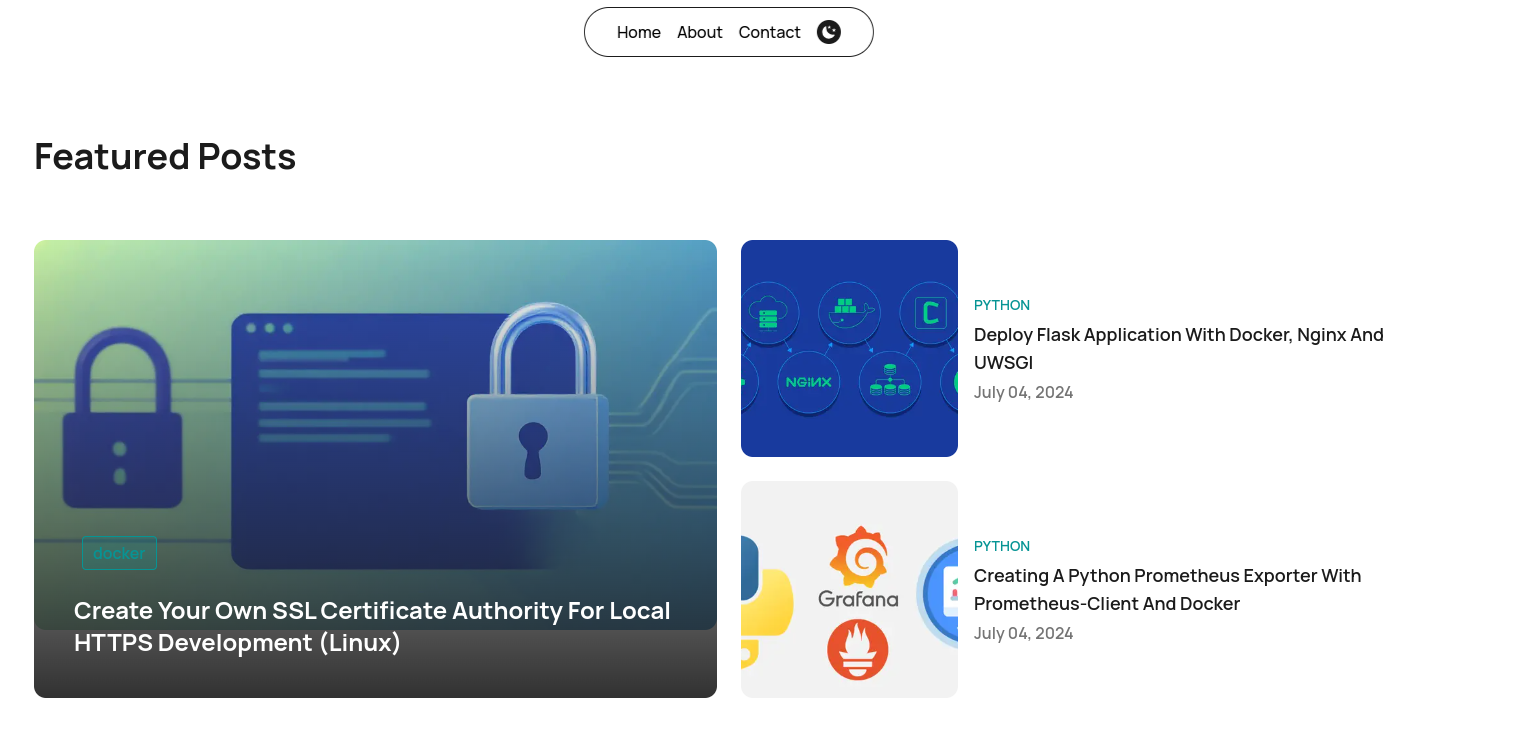 Home About Contact
Featured Posts
docker
Create Your Own SSL Certificate Authority For Local
HTTPS Development (Linux)
NGINX
PYTHON
Deploy Flask Application With Docker, Nginx And
UWSGI
July 04, 2024
Grafana
PYTHON
Creating A Python Prometheus Exporter With
Prometheus-Client And Docker
July 04, 2024